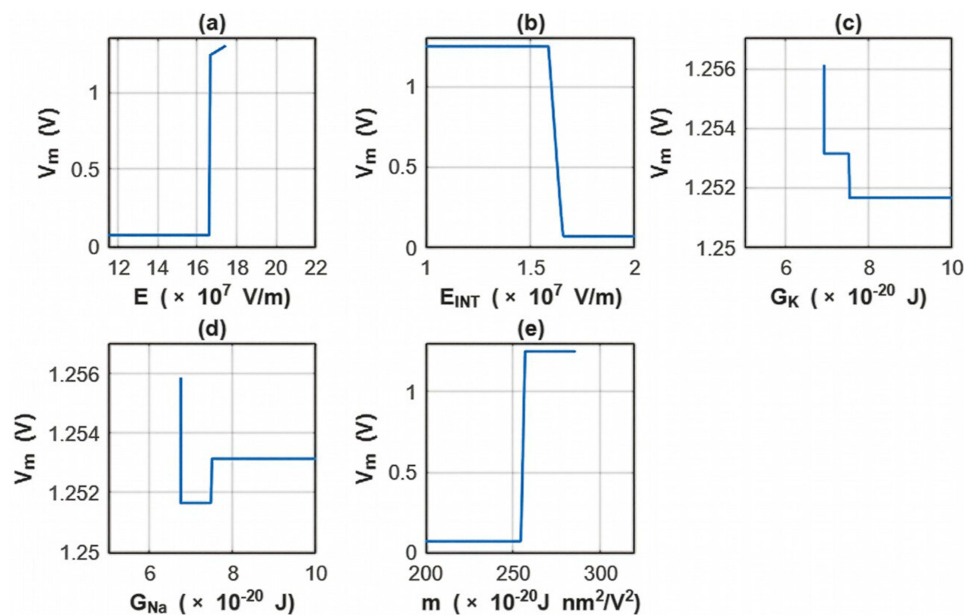 (a)
1
0.5
0
V_m (V)
12 14 16 18 20 22
E ( × 10^7 V/m)
(b)
1
0.5
0
V_m (V)
1 1.5 2
E_INT ( × 10^7 V/m)
(c)
1.256
1.254
1.252
1.25
V_m (V)
6 8 10
G_K ( × 10^-20 J)
(d)
1.256
1.254
1.252
1.25
V_m (V)
6 8 10
G_Na ( × 10^-20 J)
(e)
1
0.5
0
V_m (V)
200 250 300
m ( × 10^-20J nm^2/V^2)